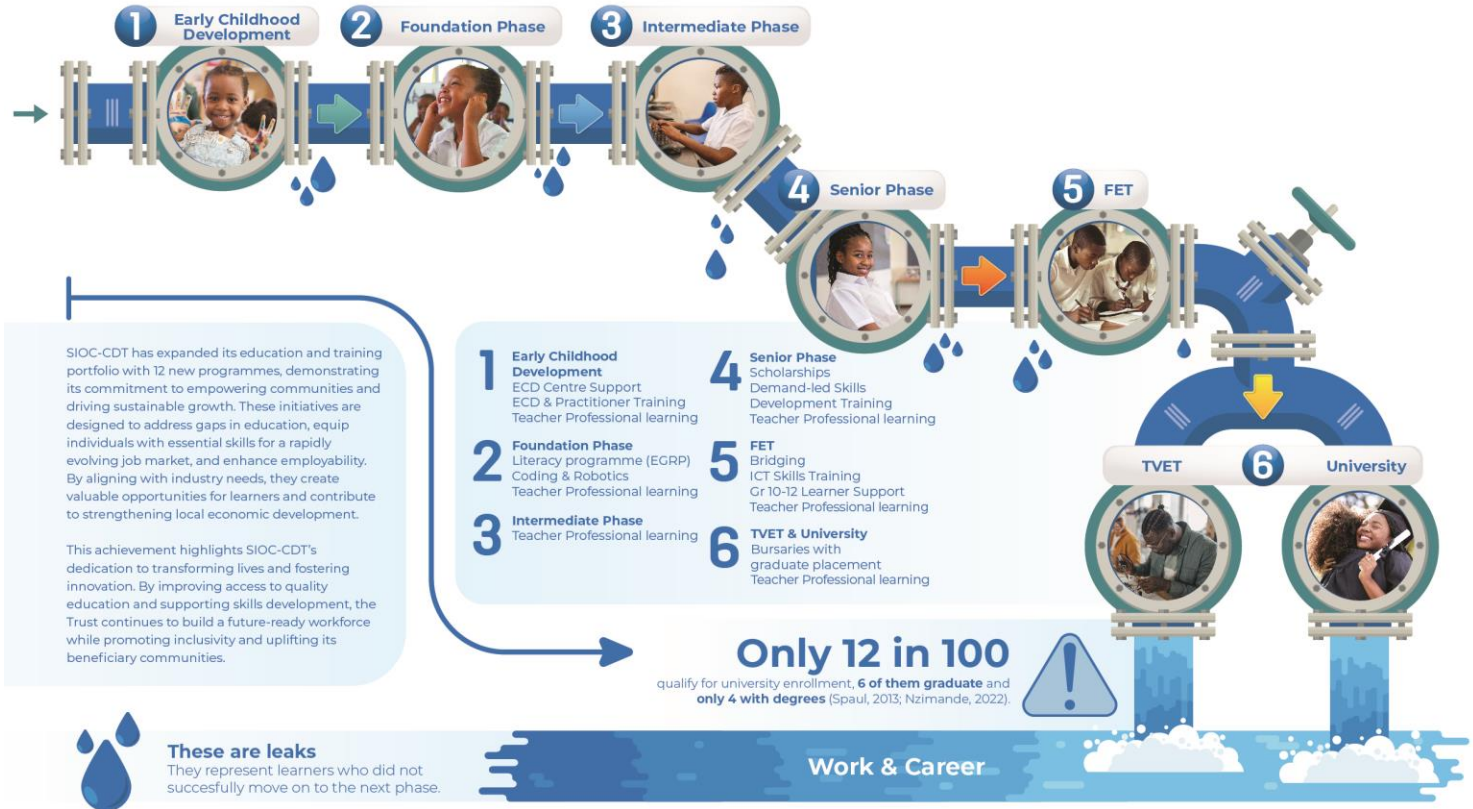 1 Early Childhood
Development
2 Foundation Phase
3 Intermediate Phase
4 Senior Phase
5 FET
TVET 6 University
SIOC-CDT has expanded its education and training
portfolio with 12 new programmes, demonstrating
its commitment to empowering communities and
driving sustainable growth. These initiatives are
designed to address gaps in education, equip
individuals with essential skills for a rapidly
evolving job market, and enhance employability.
By aligning with industry needs, they create
valuable opportunities for learners and contribute
to strengthening local economic development.
This achievement highlights SIOC-CDT’s
dedication to transforming lives and fostering
innovation. By improving access to quality
education and supporting skills development, the
Trust continues to build a future-ready workforce
while promoting inclusivity and uplifting its
beneficiary communities.
1 Early Childhood
Development
ECD Centre Support
ECD & Practitioner Training
Teacher Professional learning
2 Foundation Phase
Literacy programme (EGRP)
Coding & Robotics
Teacher Professional learning
3 Intermediate Phase
Teacher Professional learning
4 Senior Phase
Scholarships
Demand-led Skills
Development Training
Teacher Professional learning
5 FET
Bridging
ICT Skills Training
Gr 10-12 Learner Support
Teacher Professional learning
6 TVET & University
Bursaries with
graduate placement
Teacher Professional learning
Only 12 in 100
qualify for university enrollment, 6 of them graduate and
only 4 with degrees (Spaul, 2013; Nzimande, 2022).
!
These are leaks
They represent learners who did not
succesfully move on to the next phase.
Work & Career